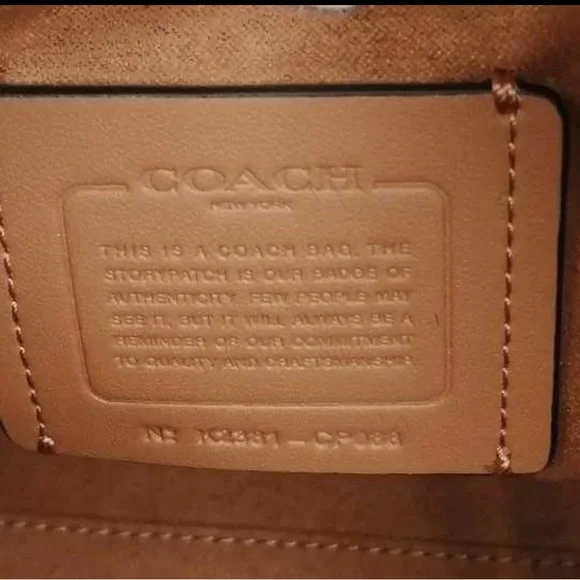 COACH
NEW YORK
THIS IS A COACH BAG. THE
STORYPATCH IS OUR BADGE OF
AUTHENTICITY. FEW PEOPLE MAY
SEE IT, BUT IT WILL ALWAYS BE A
REMINDER OF OUR COMMITMENT
TO QUALITY AND CRAFTSMANSHIP
Nº